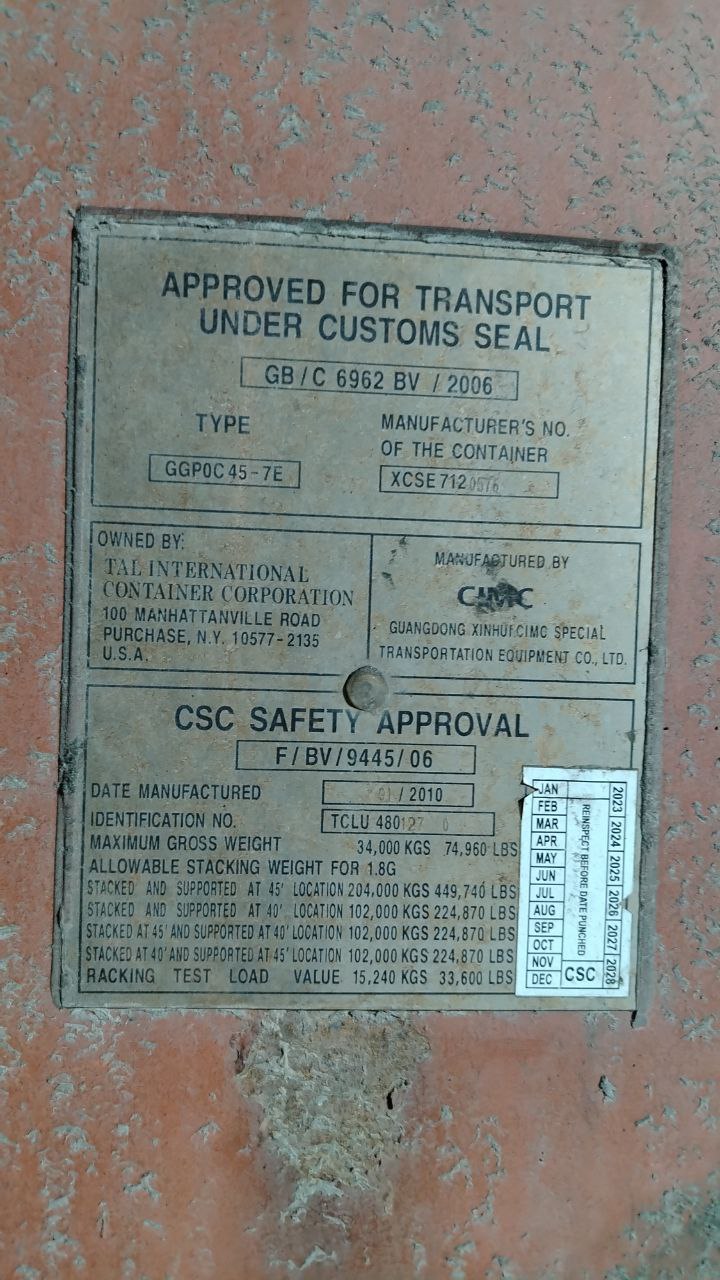 APPROVED FOR TRANSPORT
UNDER CUSTOMS SEAL
GB/C 6962 BV / 2006
TYPE
GGP0C45-7E
MANUFACTURER'S NO.
OF THE CONTAINER
OWNED BY:
TAL INTERNATIONAL
CONTAINER CORPORATION
100 MANHATTANVILLE ROAD
PURCHASE, N.Y. 10577-2135
U.S.A.
MANUFACTURED BY
CIMC
GUANGDONG XINHUI CIMC SPECIAL
TRANSPORTATION EQUIPMENT CO., LTD.
CSC SAFETY APPROVAL
F/BV/9445/06
DATE MANUFACTURED 01/2010
IDENTIFICATION NO. TCLU
MAXIMUM GROSS WEIGHT 34,000 KGS 74,960 LBS
ALLOWABLE STACKING WEIGHT FOR 1.8G
STACKED AND SUPPORTED AT 45' LOCATION 204,000 KGS 449,740 LBS
STACKED AND SUPPORTED AT 40' LOCATION 102,000 KGS 224,870 LBS
STACKED AT 45' AND SUPPORTED AT 40' LOCATION 102,000 KGS 224,870 LBS
STACKED AT 40' AND SUPPORTED AT 45' LOCATION 102,000 KGS 224,870 LBS
RACKING TEST LOAD VALUE 15,240 KGS 33,600 LBS
JAN
FEB
MAR
APR
MAY
JUN
JUL
AUG
SEP
OCT
NOV
DEC
REINSPECT BEFORE DATE PUNCHED
CSC
2023 2024 2025 2026 2027 2028